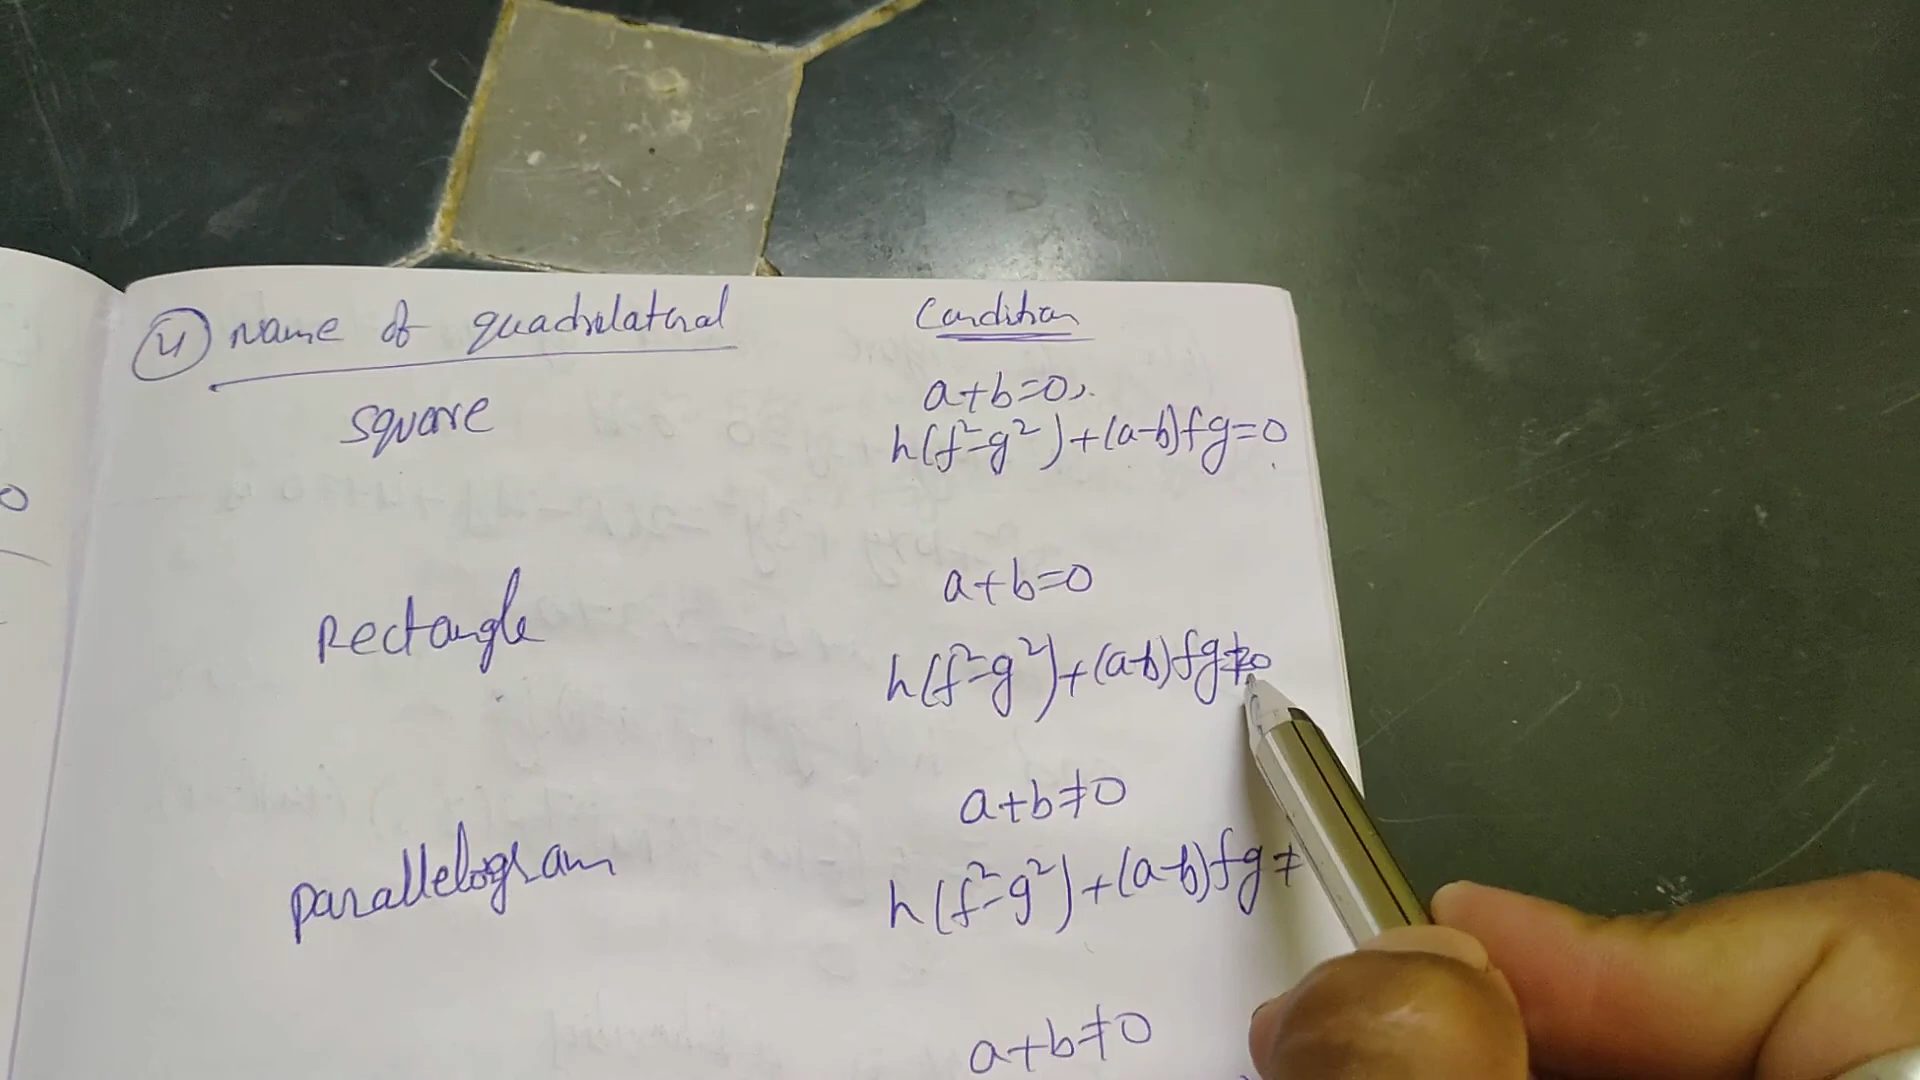 ④ Name of quadrilateral Condition
square a+b=0,
h(f²-g²)+(a-b)fg=0
a+b=0
Rectangle
h(f²-g²)+(a-b)fg≠0
a+b≠0
parallelogram h(f²-g²)+(a-b)fg≠
a+b≠0